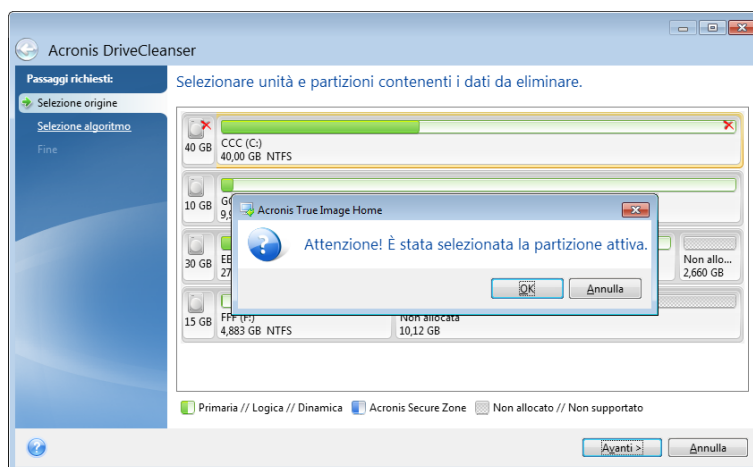 Acronis DriveCleanser
Passaggi richiesti:
Selezione origine
Selezione algoritmo
Fine
Selezionare unità e partizioni contenenti i dati da eliminare.
40 GB
CCC (C:)
40,00 GB NTFS
10 GB
30 GB
Non allo...
2,660 GB
15 GB
FFF (F:)
4,883 GB NTFS
Non allocata
10,12 GB
Acronis True Image Home
Attenzione! È stata selezionata la partizione attiva.
OK
Annulla
Primaria // Logica // Dinamica
Acronis Secure Zone
Non allocato // Non supportato
Avanti >
Annulla